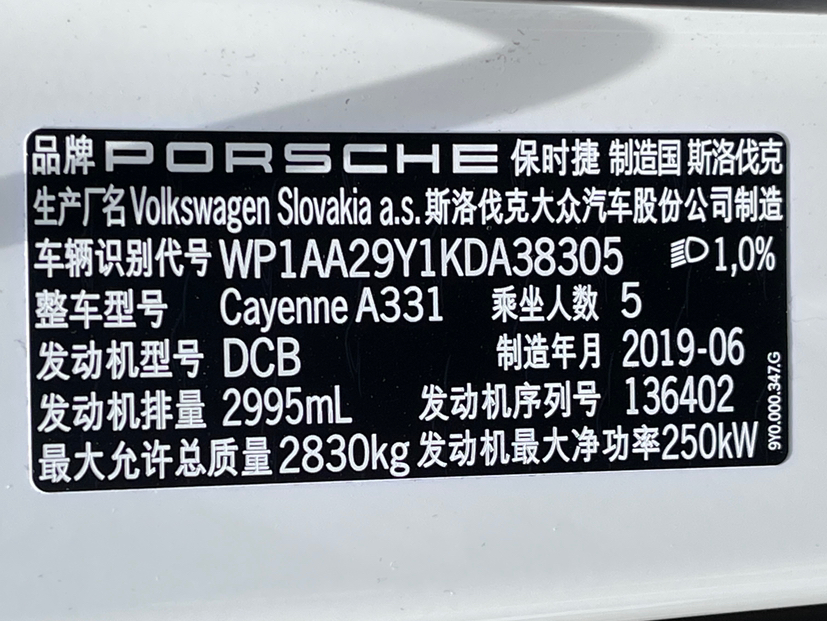 品牌 PORSCHE 保时捷 制造国 斯洛伐克
生产厂名 Volkswagen Slovakia a.s. 斯洛伐克大众汽车股份公司制造
车辆识别代号 WP1AA29Y1KDA38305 1,0%
整车型号 Cayenne A331 乘坐人数 5
发动机型号 DCB 制造年月 2019-06
发动机排量 2995mL 发动机序列号 136402
最大允许总质量 2830kg 发动机最大净功率 250kW
9Y0.000.347.G